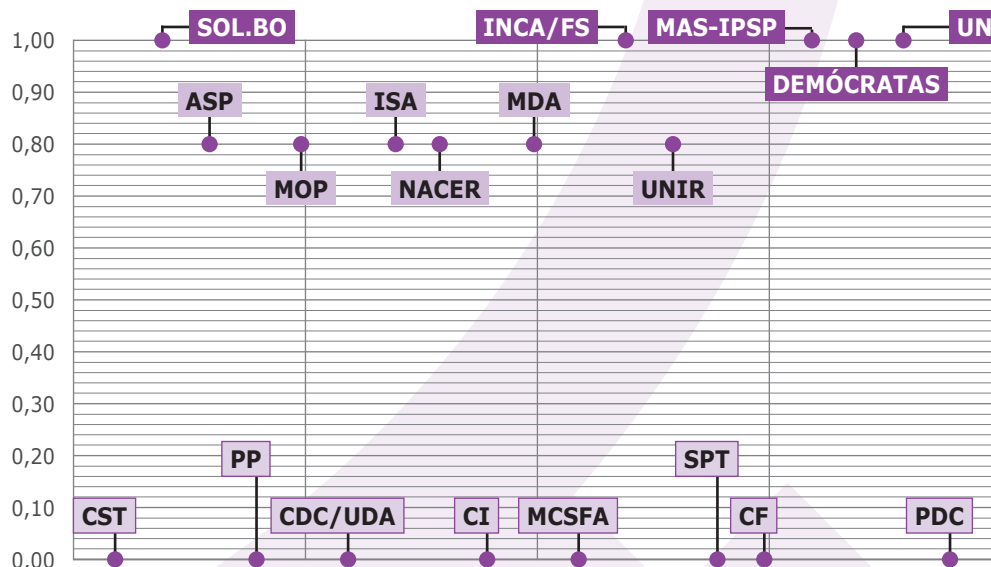 SOL.BO INCA/FS MAS-IPSP UN
1,00
DEMÓCRATAS
0,90 ASP ISA MDA
0,80
0,70 MOP NACER UNIR
0,60
0,50
0,40
0,30
0,20 PP SPT
0,10 CST CDC/UDA CI MCSFA CF PDC
0,00